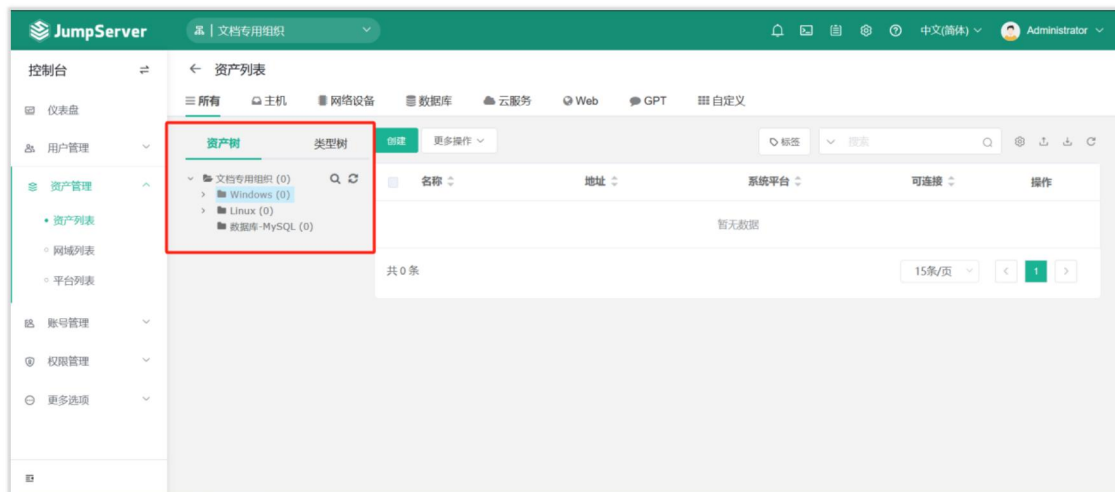 JumpServer 文档专用组织 中文(简体) Administrator
控制台 资产列表
所有 主机 网络设备 数据库 云服务 Web GPT 自定义
仪表盘
用户管理 资产树 类型树 创建 更多操作 标签 搜索
资产管理 文档专用组织 (0) 名称 地址 系统平台 可连接 操作
Windows (0)
Linux (0)
资产列表 数据库-MySQL (0) 暂无数据
网域列表
共 0 条 15条/页 1
平台列表
账号管理
权限管理
更多选项